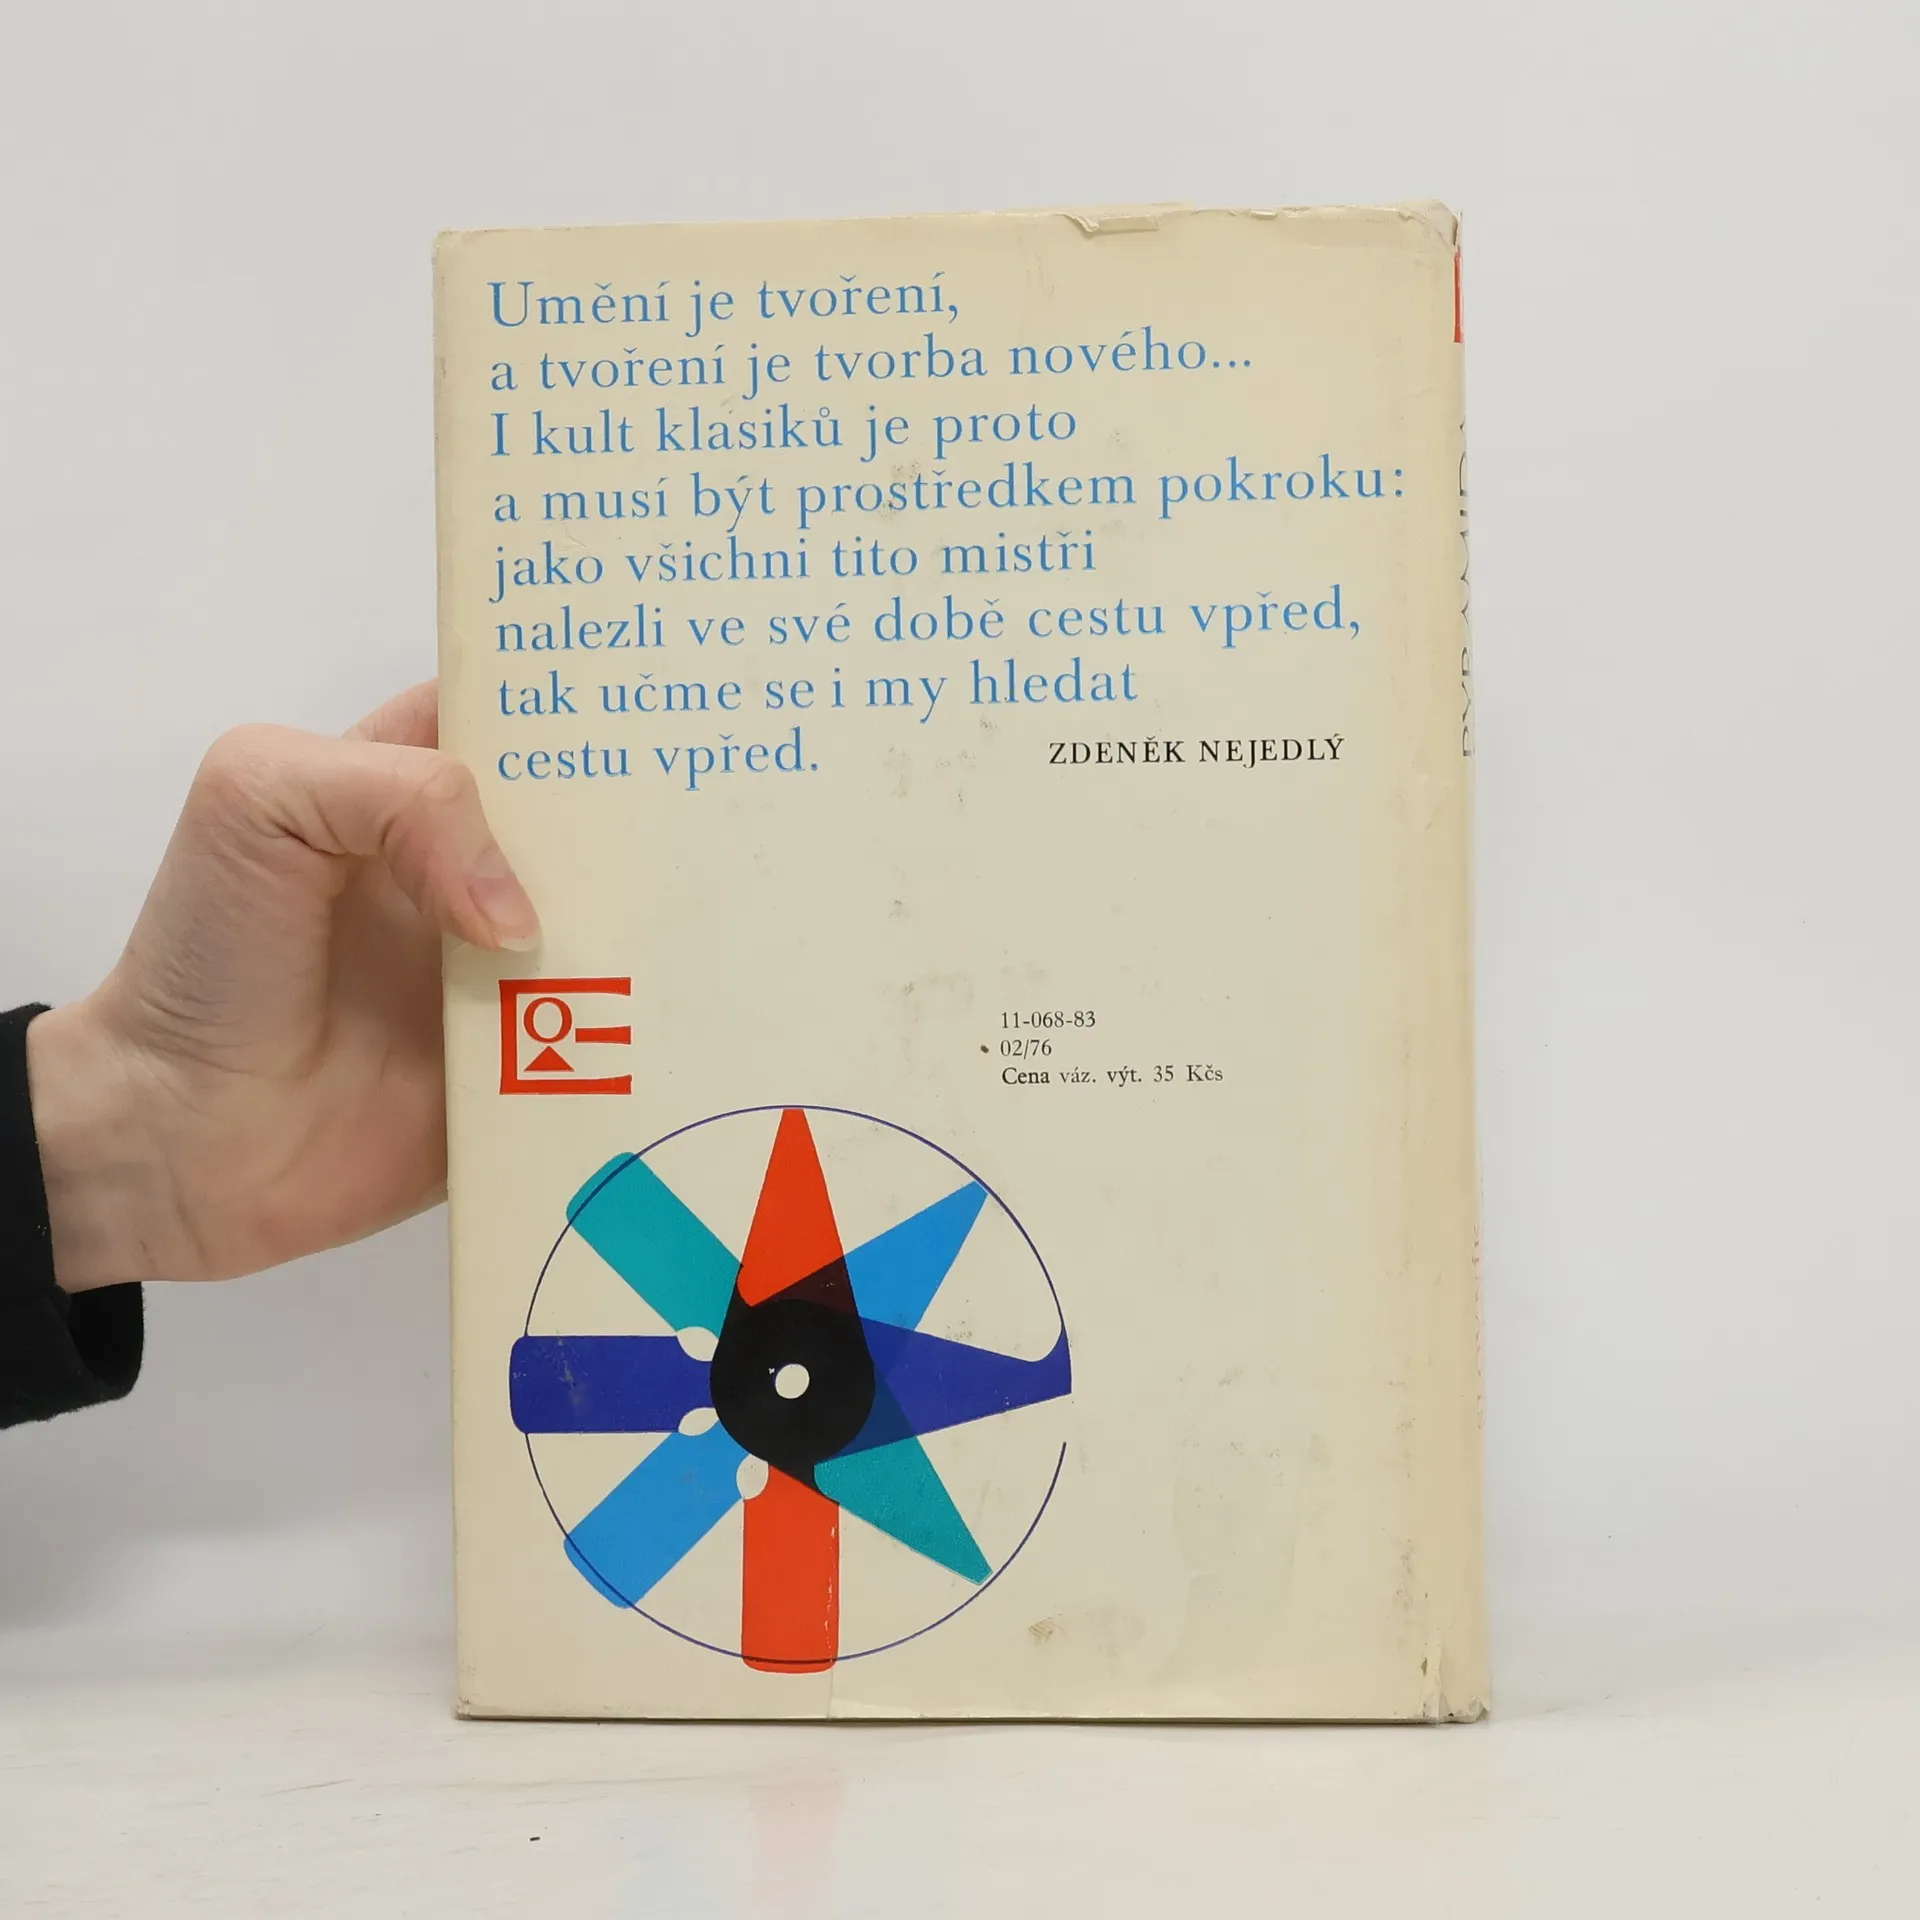 Umění je tvoření,
a tvoření je tvorba nového...
I kult klasiků je proto
a musí být prostředkem pokroku:
jako všichni tito mistři
nalezli ve své době cestu vpřed,
tak učme se i my hledat
cestu vpřed.
ZDENĚK NEJEDLÝ
11-068-83
02/76
Cena váz. výt. 35 Kčs